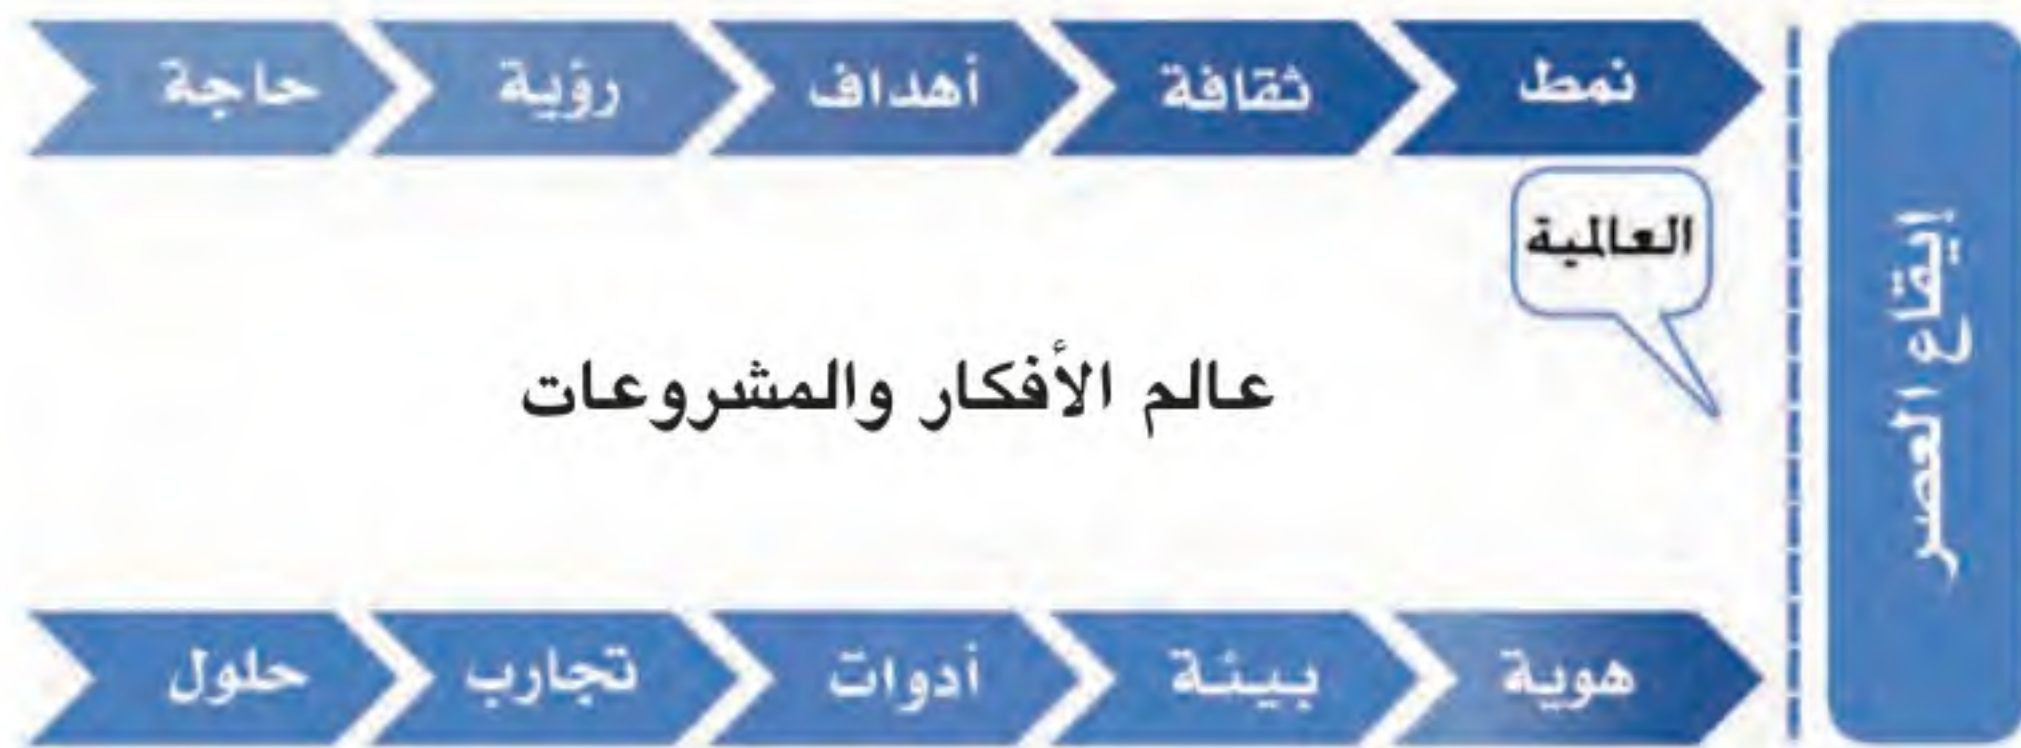 نمط
ثقافة
أهداف
رؤية
حاجة
العالمية
عالم الأفكار والمشروعات
هوية
بيئة
أدوات
تجارب
حلول
إيقاع العصر